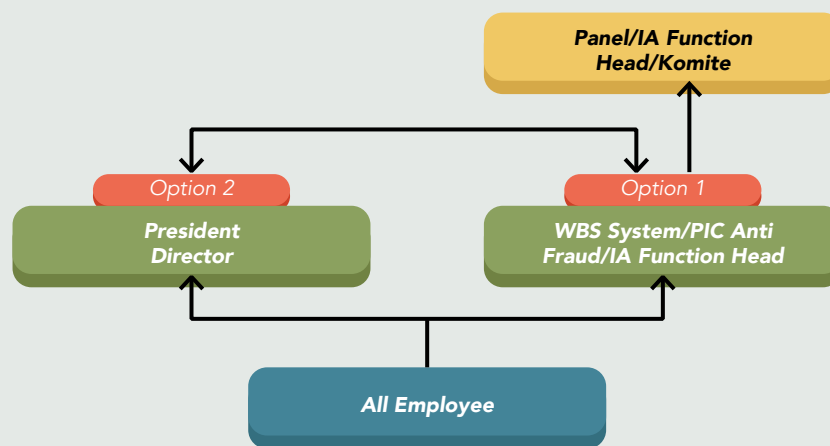 Panel/IA Function
Head/Komite
Option 2
Option 1
President
Director
WBS System/PIC Anti
Fraud/IA Function Head
All Employee